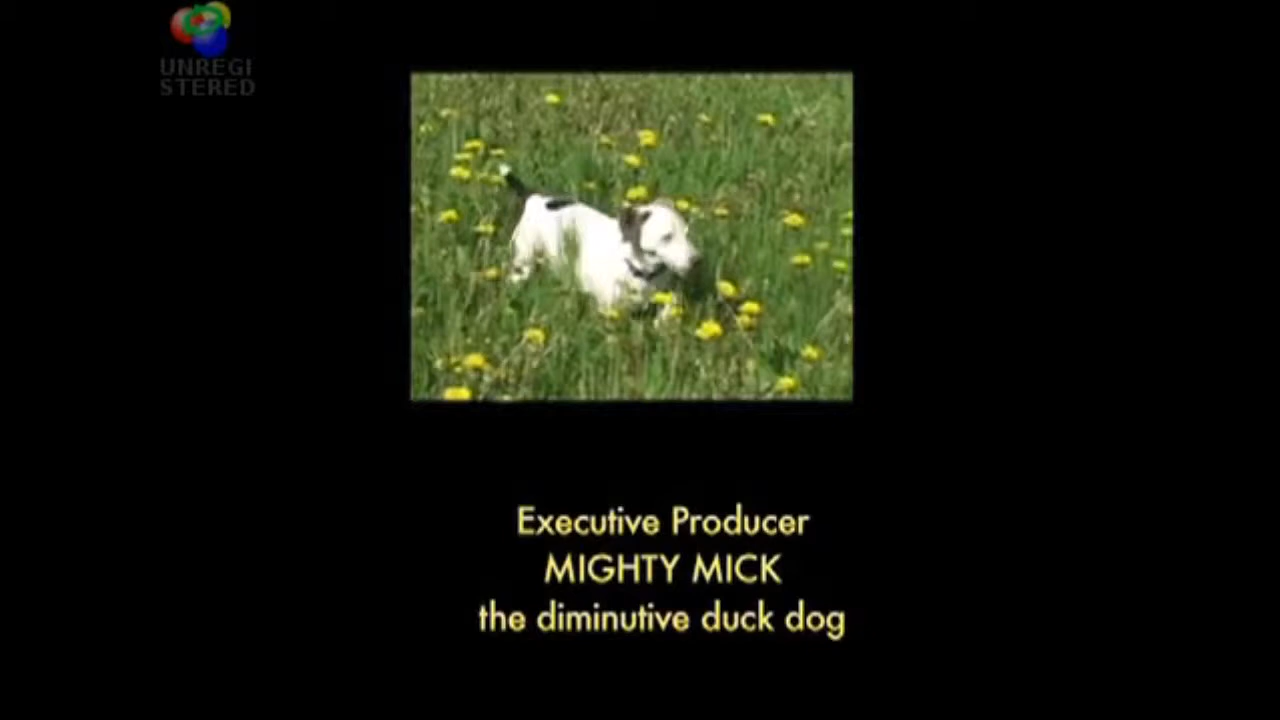 UNREGI
STERED
Executive Producer
MIGHTY MICK
the diminutive duck dog